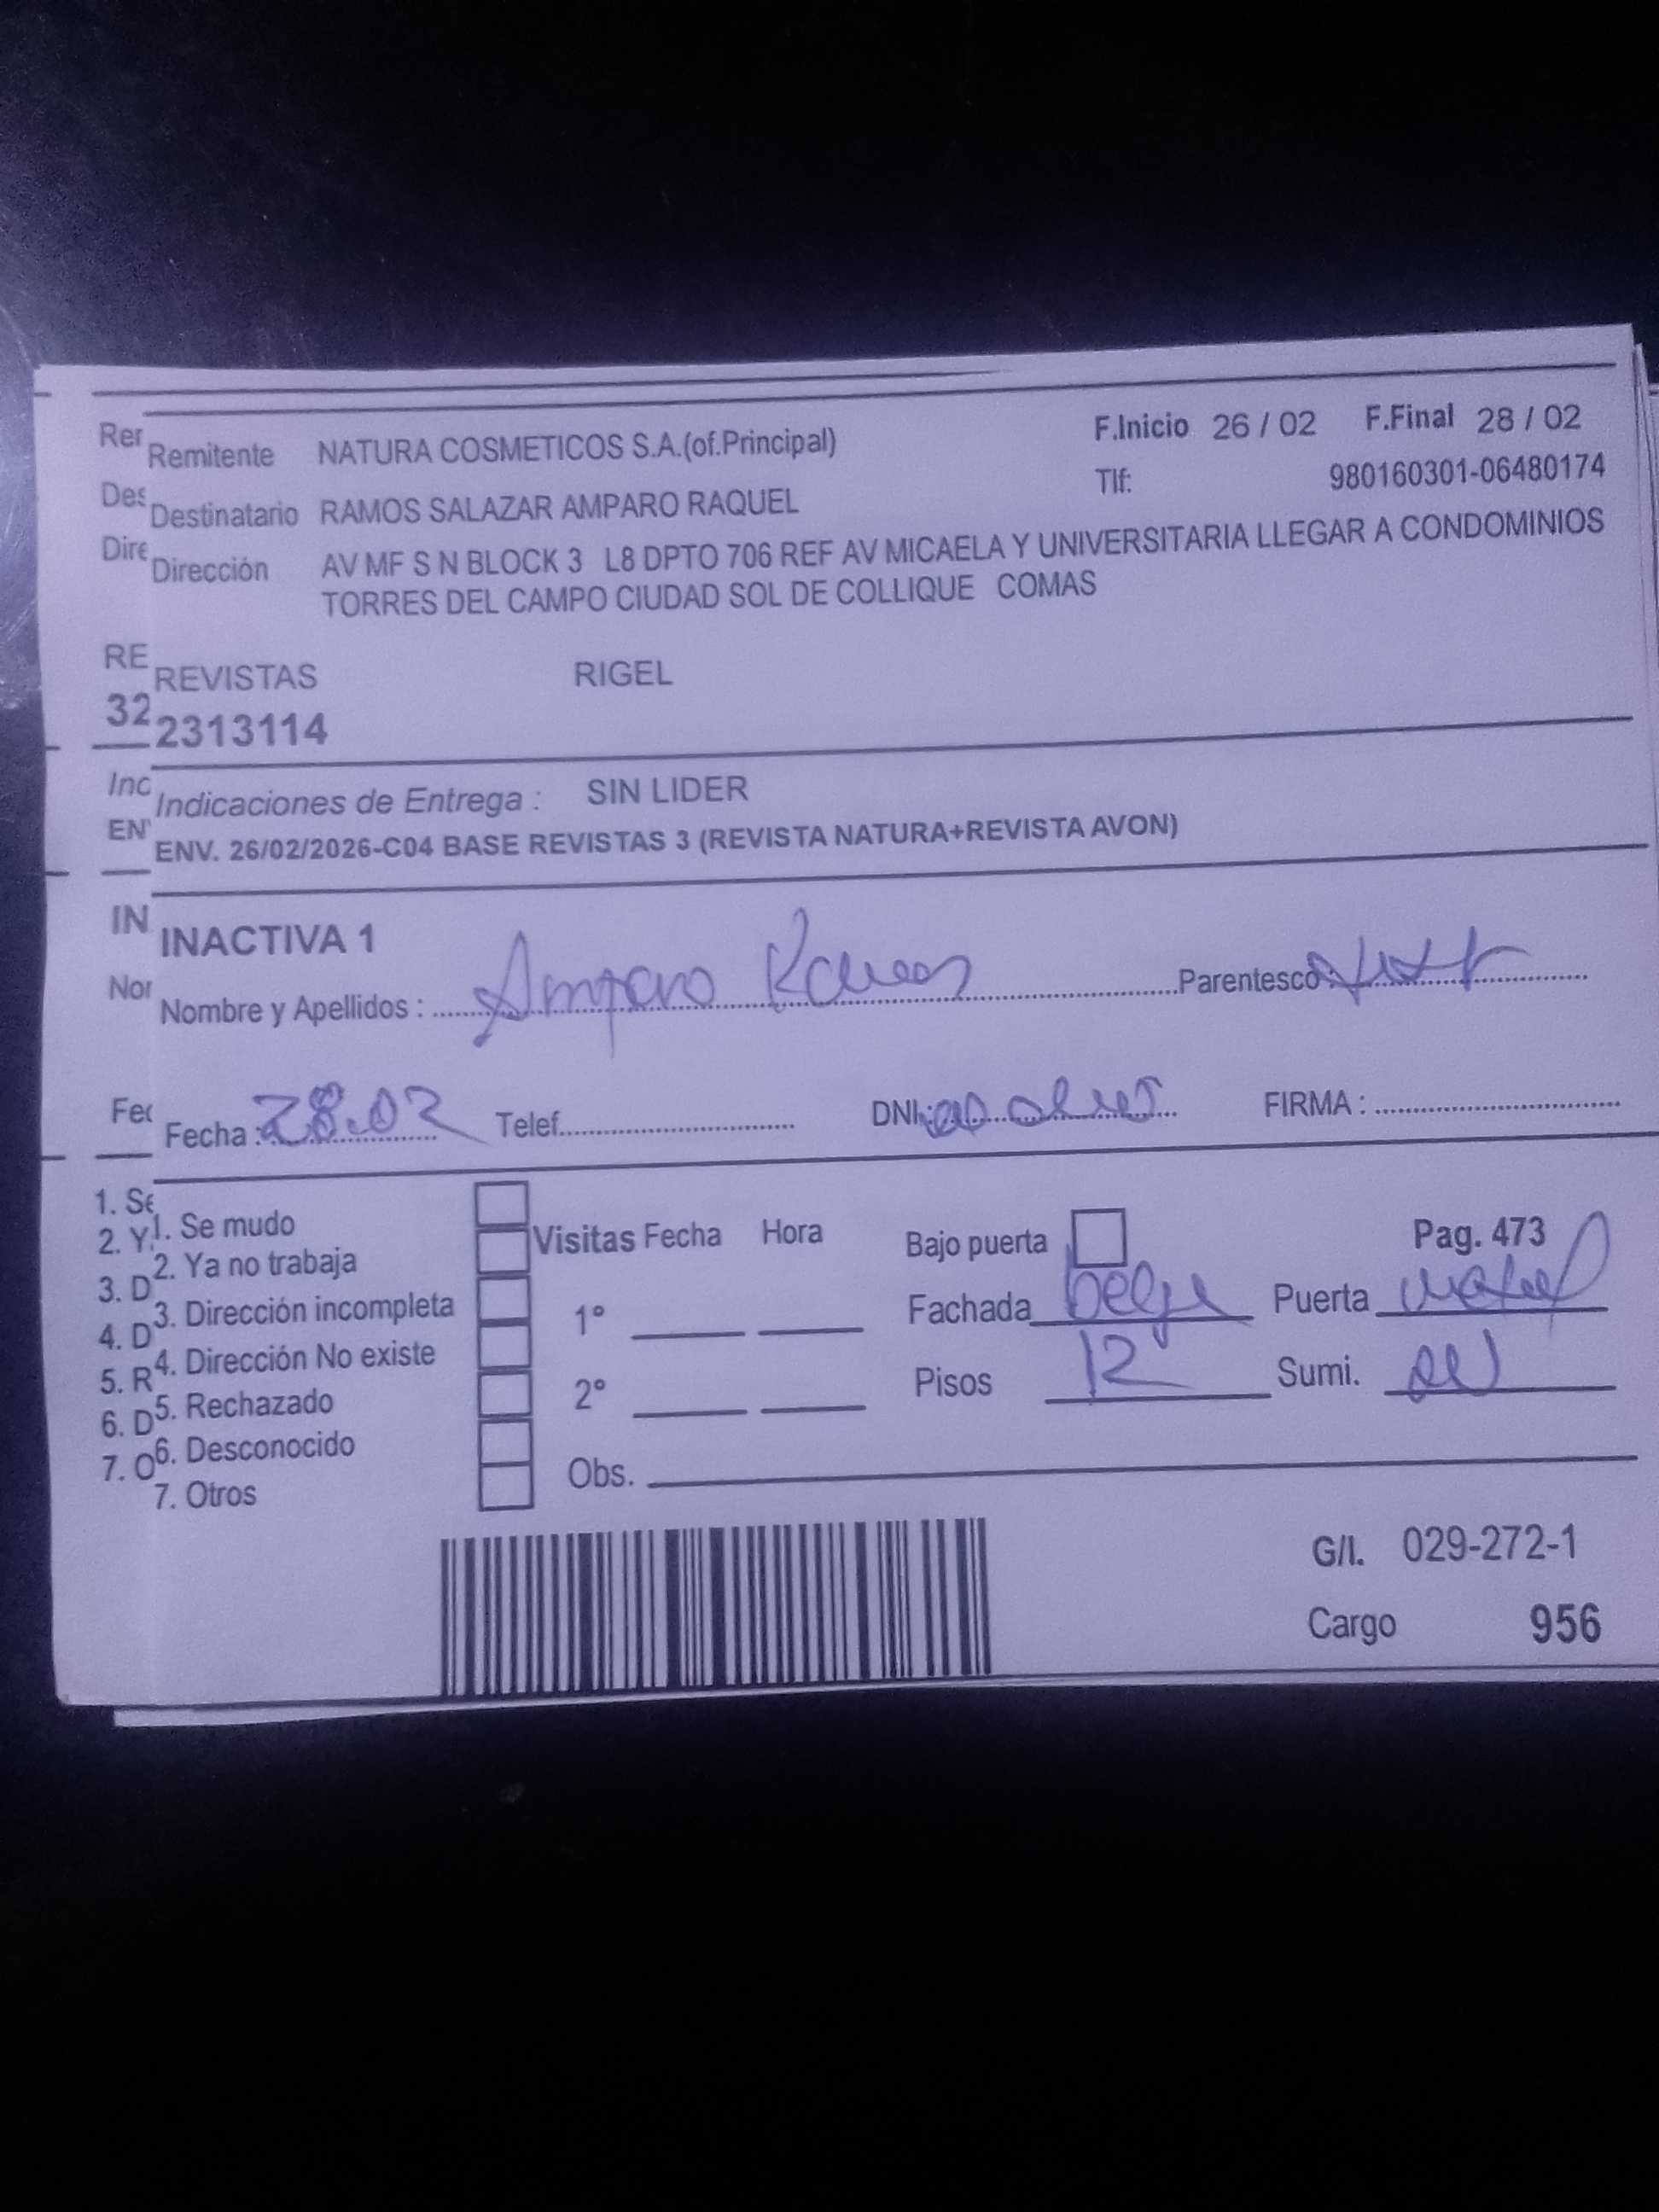 Rer Remitente NATURA COSMETICOS S.A.(of.Principal) F.Inicio 26 / 02 F.Final 28 / 02
Des Destinatario RAMOS SALAZAR AMPARO RAQUEL Tlf: 980160301-06480174
Dire Dirección AV MF S N BLOCK 3 L8 DPTO 706 REF AV MICAELA Y UNIVERSITARIA LLEGAR A CONDOMINIOS
TORRES DEL CAMPO CIUDAD SOL DE COLLIQUE COMAS
RE REVISTAS RIGEL
32 2313114
Inc Indicaciones de Entrega : SIN LIDER
EN ENV. 26/02/2026-C04 BASE REVISTAS 3 (REVISTA NATURA+REVISTA AVON)
IN INACTIVA 1
Nor Nombre y Apellidos : Amparo Ramos Parentesco
Fec Fecha : 28.02 Telef. DNI: FIRMA :
1. Se 1. Se mudo
2. Y 2. Ya no trabaja Visitas Fecha Hora Bajo puerta Pag. 473
3. D 3. Dirección incompleta 1° Fachada beige Puerta
4. D 4. Dirección No existe
5. R 5. Rechazado 2° Pisos 12 Sumi.
6. D 6. Desconocido
7. O 7. Otros Obs.
G/I. 029-272-1
Cargo 956